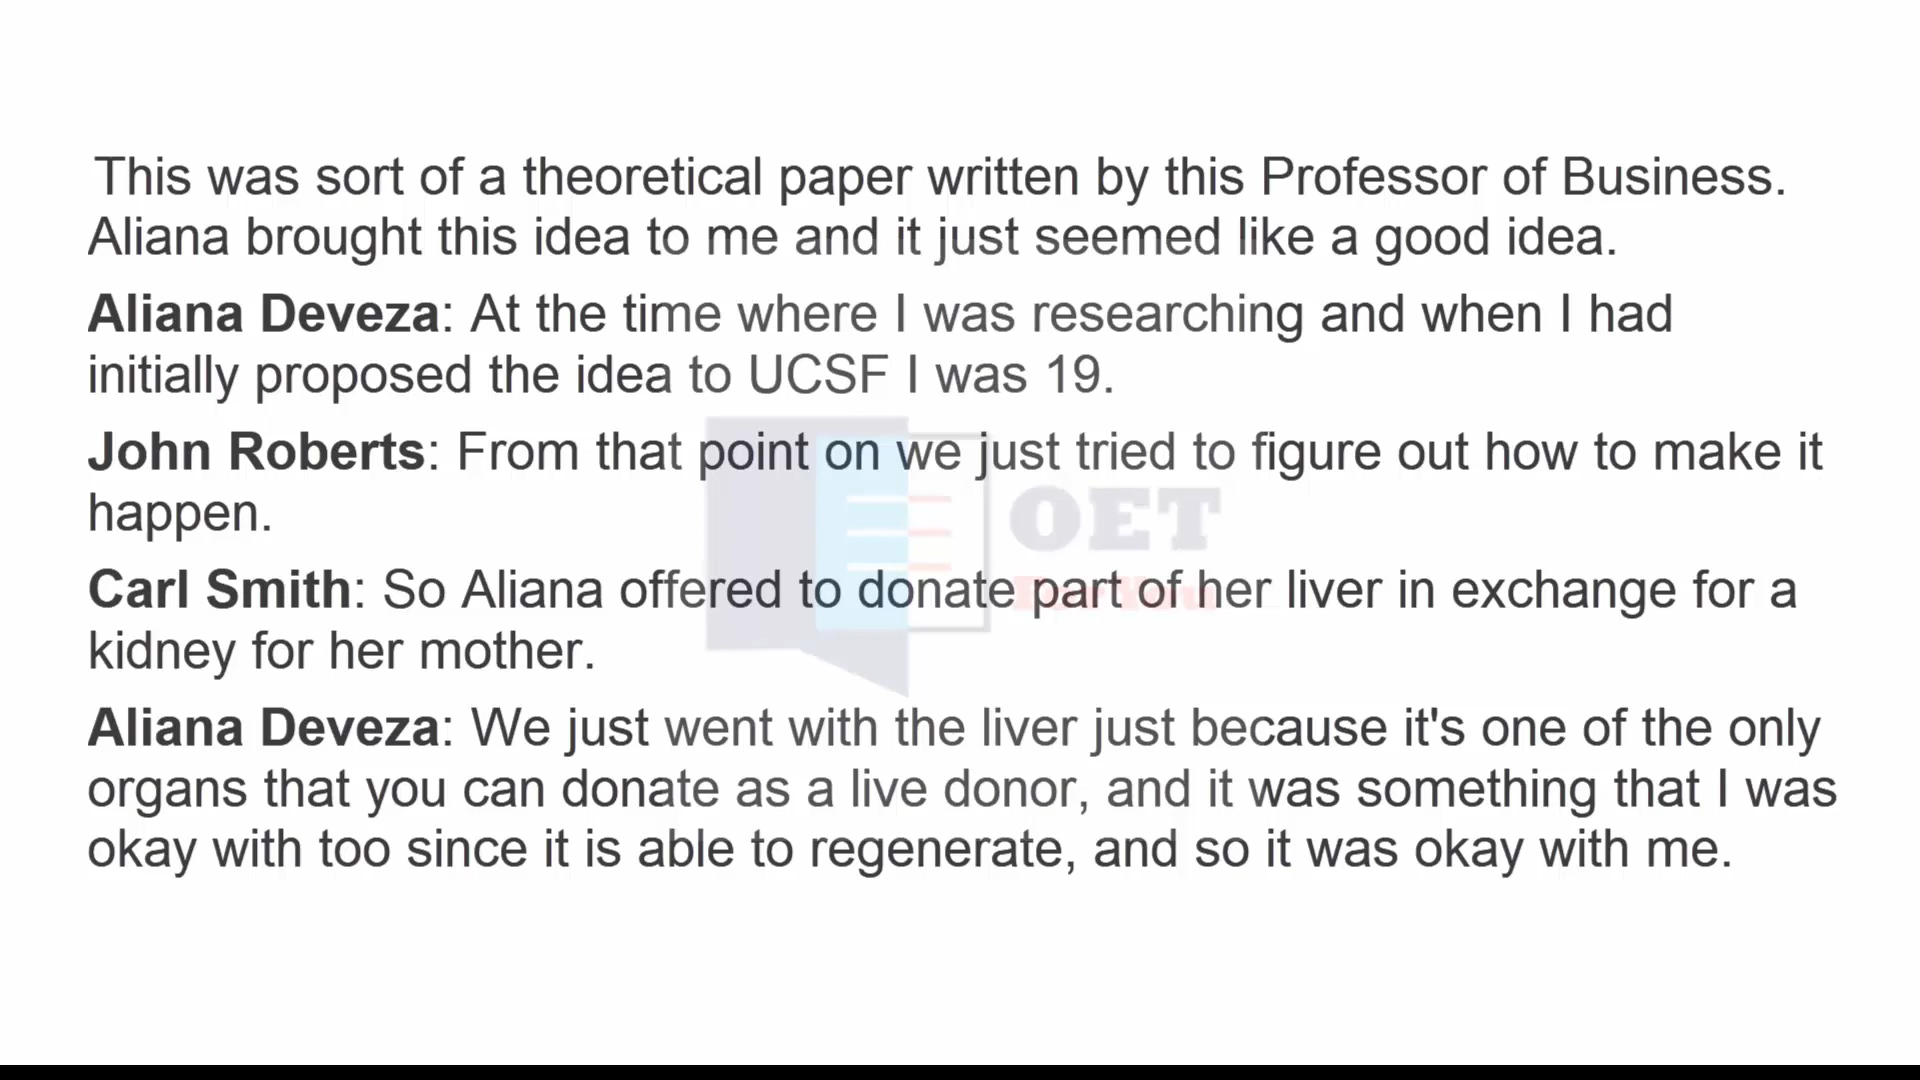 This was sort of a theoretical paper written by this Professor of Business.
Aliana brought this idea to me and it just seemed like a good idea.
Aliana Deveza: At the time where I was researching and when I had
initially proposed the idea to UCSF I was 19.
John Roberts: From that point on we just tried to figure out how to make it
happen.
OET
Carl Smith: So Aliana offered to donate part of her liver in exchange for a
kidney for her mother.
Aliana Deveza: We just went with the liver just because it's one of the only
organs that you can donate as a live donor, and it was something that I was
okay with too since it is able to regenerate, and so it was okay with me.